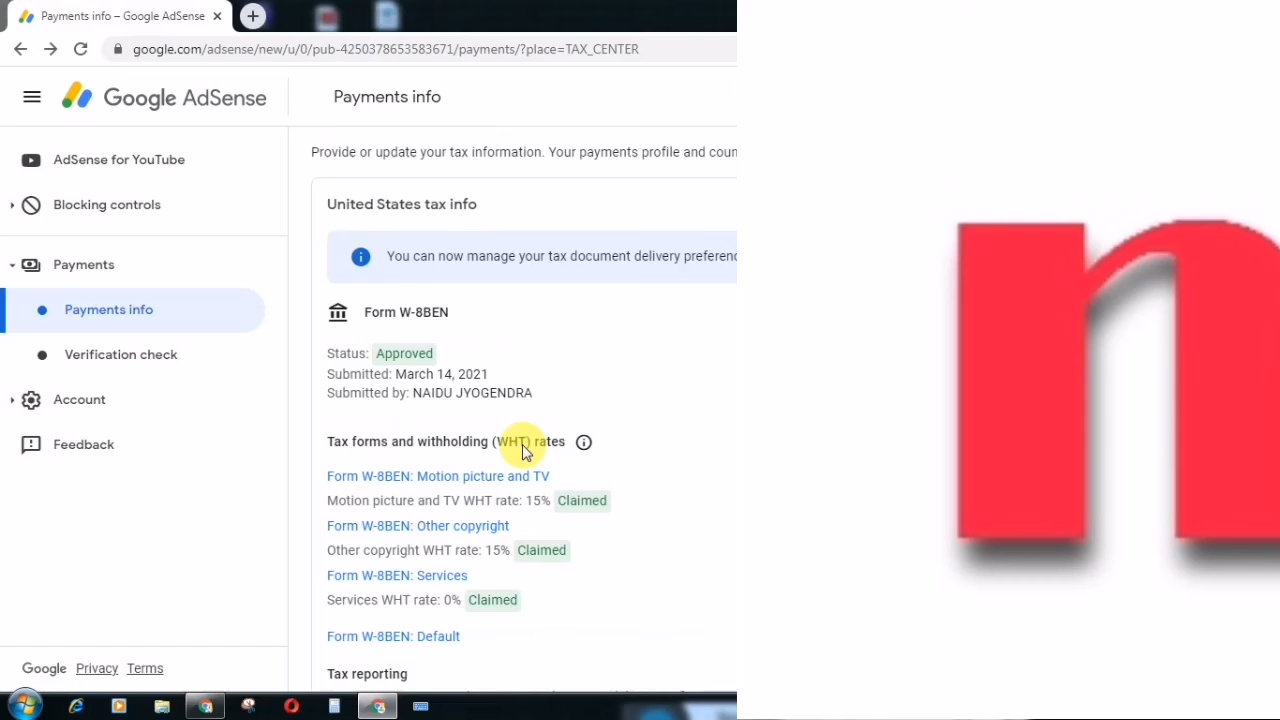 Payments info – Google AdSense
google.com/adsense/new/u/0/pub-4250378653583671/payments/?place=TAX_CENTER
Google AdSense
Payments info
AdSense for YouTube
Blocking controls
Payments
Payments info
Verification check
Account
Feedback
Google Privacy Terms
Provide or update your tax information. Your payments profile and coun
United States tax info
You can now manage your tax document delivery preferenc
Form W-8BEN
Status: Approved
Submitted: March 14, 2021
Submitted by: NAIDU JYOGENDRA
Tax forms and withholding (WHT) rates
Form W-8BEN: Motion picture and TV
Motion picture and TV WHT rate: 15% Claimed
Form W-8BEN: Other copyright
Other copyright WHT rate: 15% Claimed
Form W-8BEN: Services
Services WHT rate: 0% Claimed
Form W-8BEN: Default
Tax reporting
n